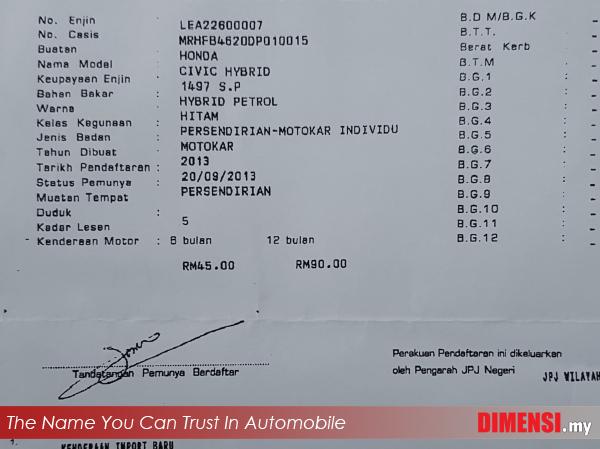 No. Enjin LEA22600007
No. Casis MRHFB4620DP010015
Buatan HONDA
Nama Model CIVIC HYBRID
Keupayaan Enjin : 1497 S.P
Bahan Bakar : HYBRID PETROL
Warna : HITAM
Kelas Kegunaan : PERSENDIRIAN-MOTOKAR INDIVIDU
Jenis Badan : MOTOKAR
Tahun Dibuat : 2013
Tarikh Pendaftaran : 20/09/2013
Status Pemunya : PERSENDIRIAN
Muatan Tempat
Duduk : 5
Kadar Lesen
Kenderaan Motor : 6 bulan 12 bulan
RM45.00 RM90.00
B.D M/B.G.K
B.T.T.
Berat Kerb
B.T.M
B.G.1 : -
B.G.2 : -
B.G.3 : -
B.G.4 : -
B.G.5 : -
B.G.6 : -
B.G.7 : -
B.G.8 : -
B.G.9 : -
B.G.10 : -
B.G.11 : -
B.G.12 : -
Tandatangan Pemunya Berdaftar
Perakuan Pendaftaran ini dikeluarkan
oleh Pengarah JPJ Negeri JPJ WILAYAH
The Name You Can Trust In Automobile
DIMENSI.my
1.
KENDERAAN IMPORT BARU